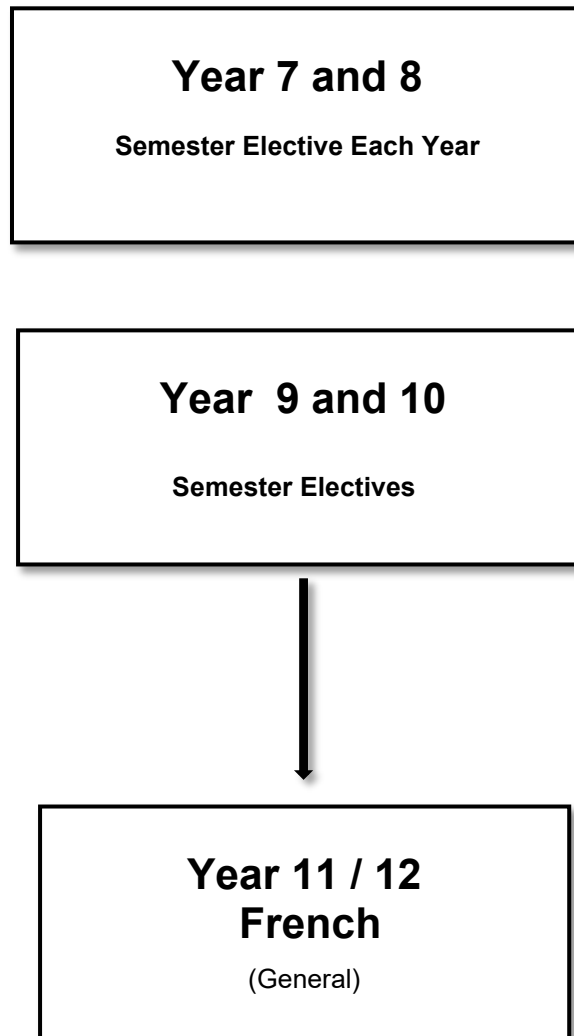 Year 7 and 8
Semester Elective Each Year
Year 9 and 10
Semester Electives
Year 11 / 12
French
(General)